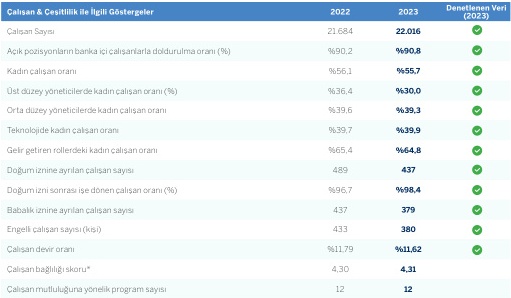 Çalışan & Çeşitlilik ile İlgili Göstergeler 2022 2023 Denetlenen Veri (2023)
Çalışan Sayısı 21.684 22.016
Açık pozisyonların banka içi çalışanlarla doldurulma oranı (%) %90,2 %90,8
Kadın çalışan oranı %56,1 %55,7
Üst düzey yöneticilerde kadın çalışan oranı (%) %36,4 %30,0
Orta düzey yöneticilerde kadın çalışan oranı %39,6 %39,3
Teknolojide kadın çalışan oranı %39,7 %39,9
Gelir getiren rollerdeki kadın çalışan oranı %65,4 %64,8
Doğum iznine ayrılan çalışan sayısı 489 437
Doğum izni sonrası işe dönen çalışan oranı (%) %96,7 %98,4
Babalık iznine ayrılan çalışan sayısı 437 379
Engelli çalışan sayısı (kişi) 433 380
Çalışan devir oranı %11,79 %11,62
Çalışan bağlılığı skoru* 4,30 4,31
Çalışan mutluluğuna yönelik program sayısı 12 12